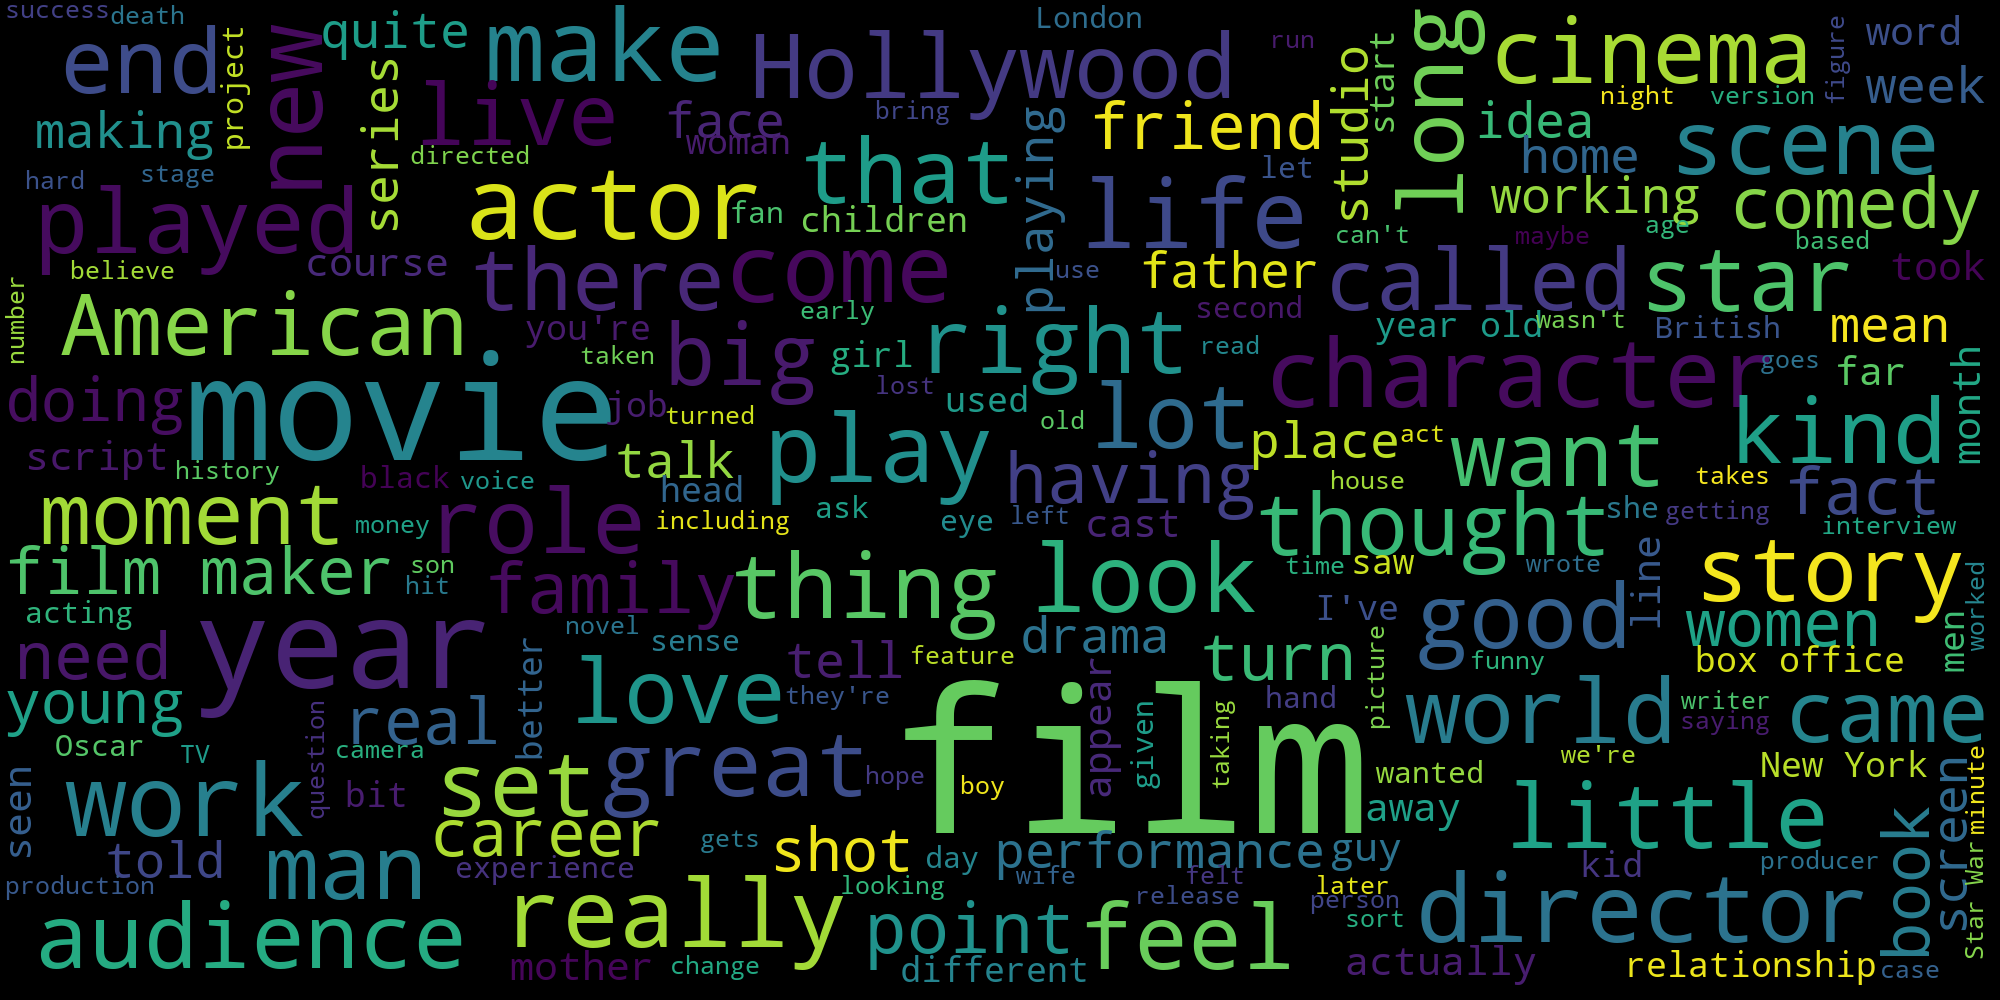 success
death
end
project
new
quite
make
Hollywood
London
run
studio
start
long
cinema
figure
word
week
night
version
making
series
live
face
woman
bring
playing
friend
idea
scene
hard
stage
directed
that
let
life
home
working
comedy
played
actor
fan
children
can't
maybe
age
based
believe
course
there
come
use
father
called
star
took
number
American
you're
early
second
year old
wasn't
British
mean
movie
taken
big
girl
right
read
character
goes
far
month
doing
job
turned
lost
used
old
lot
place
act
want
kind
script
history
black
voice
talk
play
having
house
takes
fact
moment
money
role
head
including
ask
eye
left
cast
thought
she
getting
interview
film maker
son
hit
family
thing
look
time
saw
wrote
story
acting
need
year
novel
sense
tell
feature
drama
turn
I've
good
line
women
men
worked
young
real
better
love
they're
film
appear
given
taking
hand
picture
funny
box office
world
writer
saying
came
Oscar
TV
question
camera
set
great
hope
boy
wanted
we're
New York
minute
seen
work
bit
career
gets
shot
day
performance
guy
away
little
book
screen
Star War
told
man
experience
production
looking
wife
felt
release
later
person
kid
producer
audience
really
point
feel
sort
director
mother
change
different
actually
relationship
case